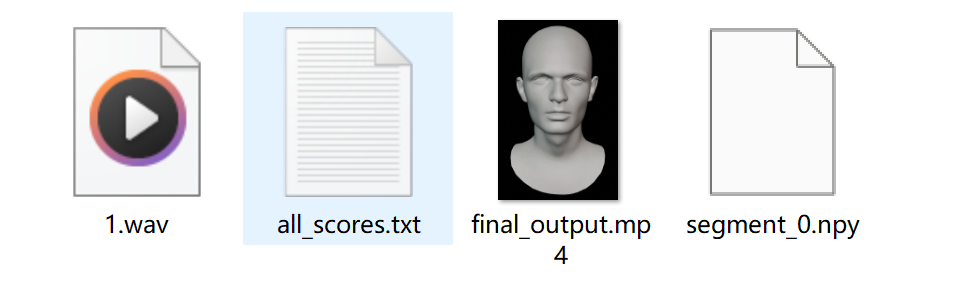 1.wav
all_scores.txt
final_output.mp
4
segment_0.npy